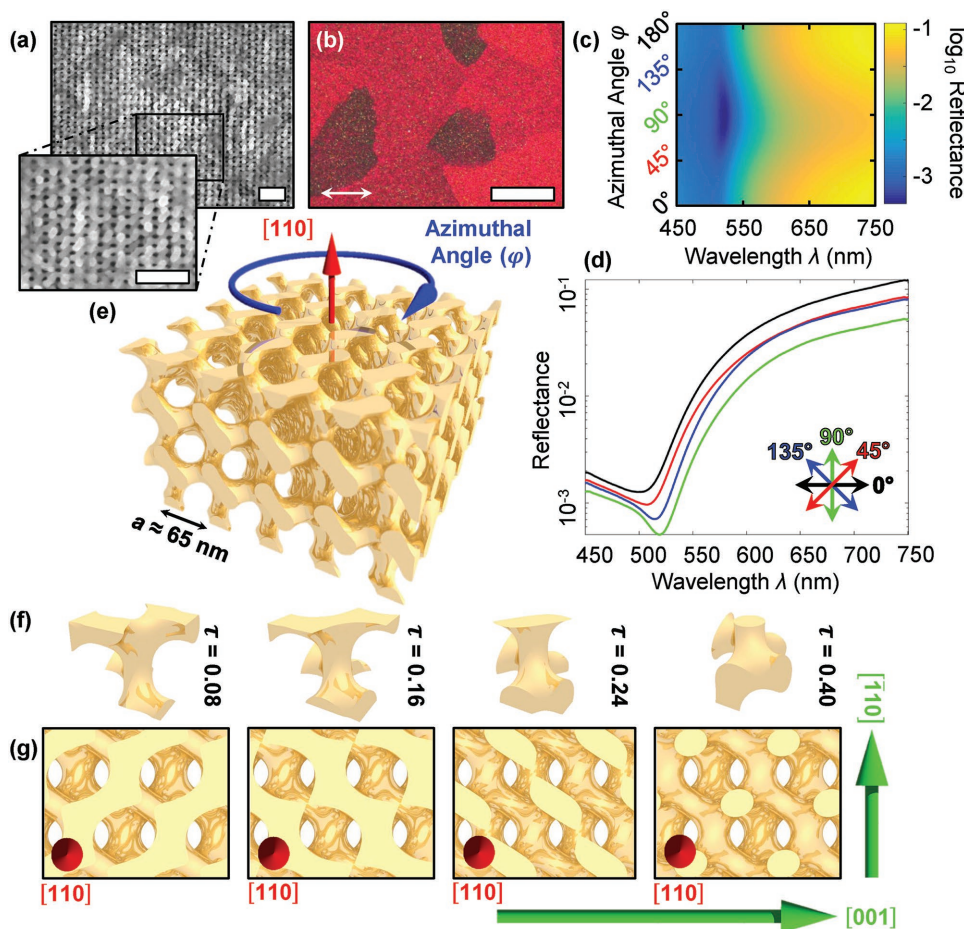 (a)
(b)
(c)
180°
135°
90°
45°
0°
Azimuthal Angle φ
450 550 650 750
Wavelength λ (nm)
-1
-2
-3
log₁₀ Reflectance
[110]
Azimuthal
Angle (φ)
(e)
a ≈ 65 nm
(d)
10⁻¹
10⁻²
10⁻³
Reflectance
135° 90° 45°
0°
450 500 550 600 650 700 750
Wavelength λ (nm)
(f)
τ = 0.08
τ = 0.16
τ = 0.24
τ = 0.40
(g)
[1̄10]
[110] [110] [110] [110]
[001]